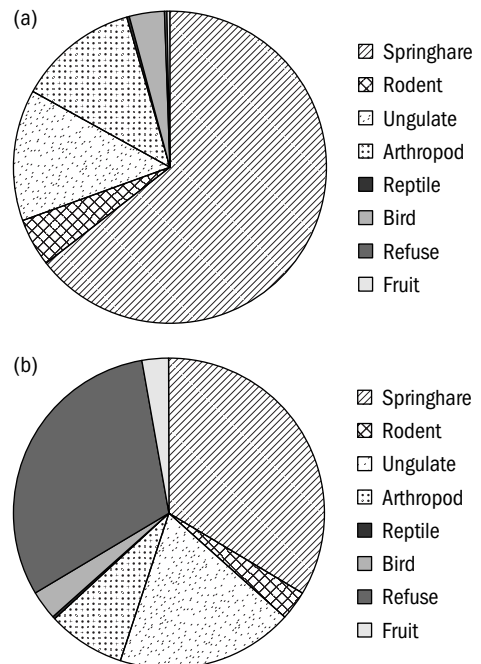 (a)
Springhare
Rodent
Ungulate
Arthropod
Reptile
Bird
Refuse
Fruit
(b)
Springhare
Rodent
Ungulate
Arthropod
Reptile
Bird
Refuse
Fruit